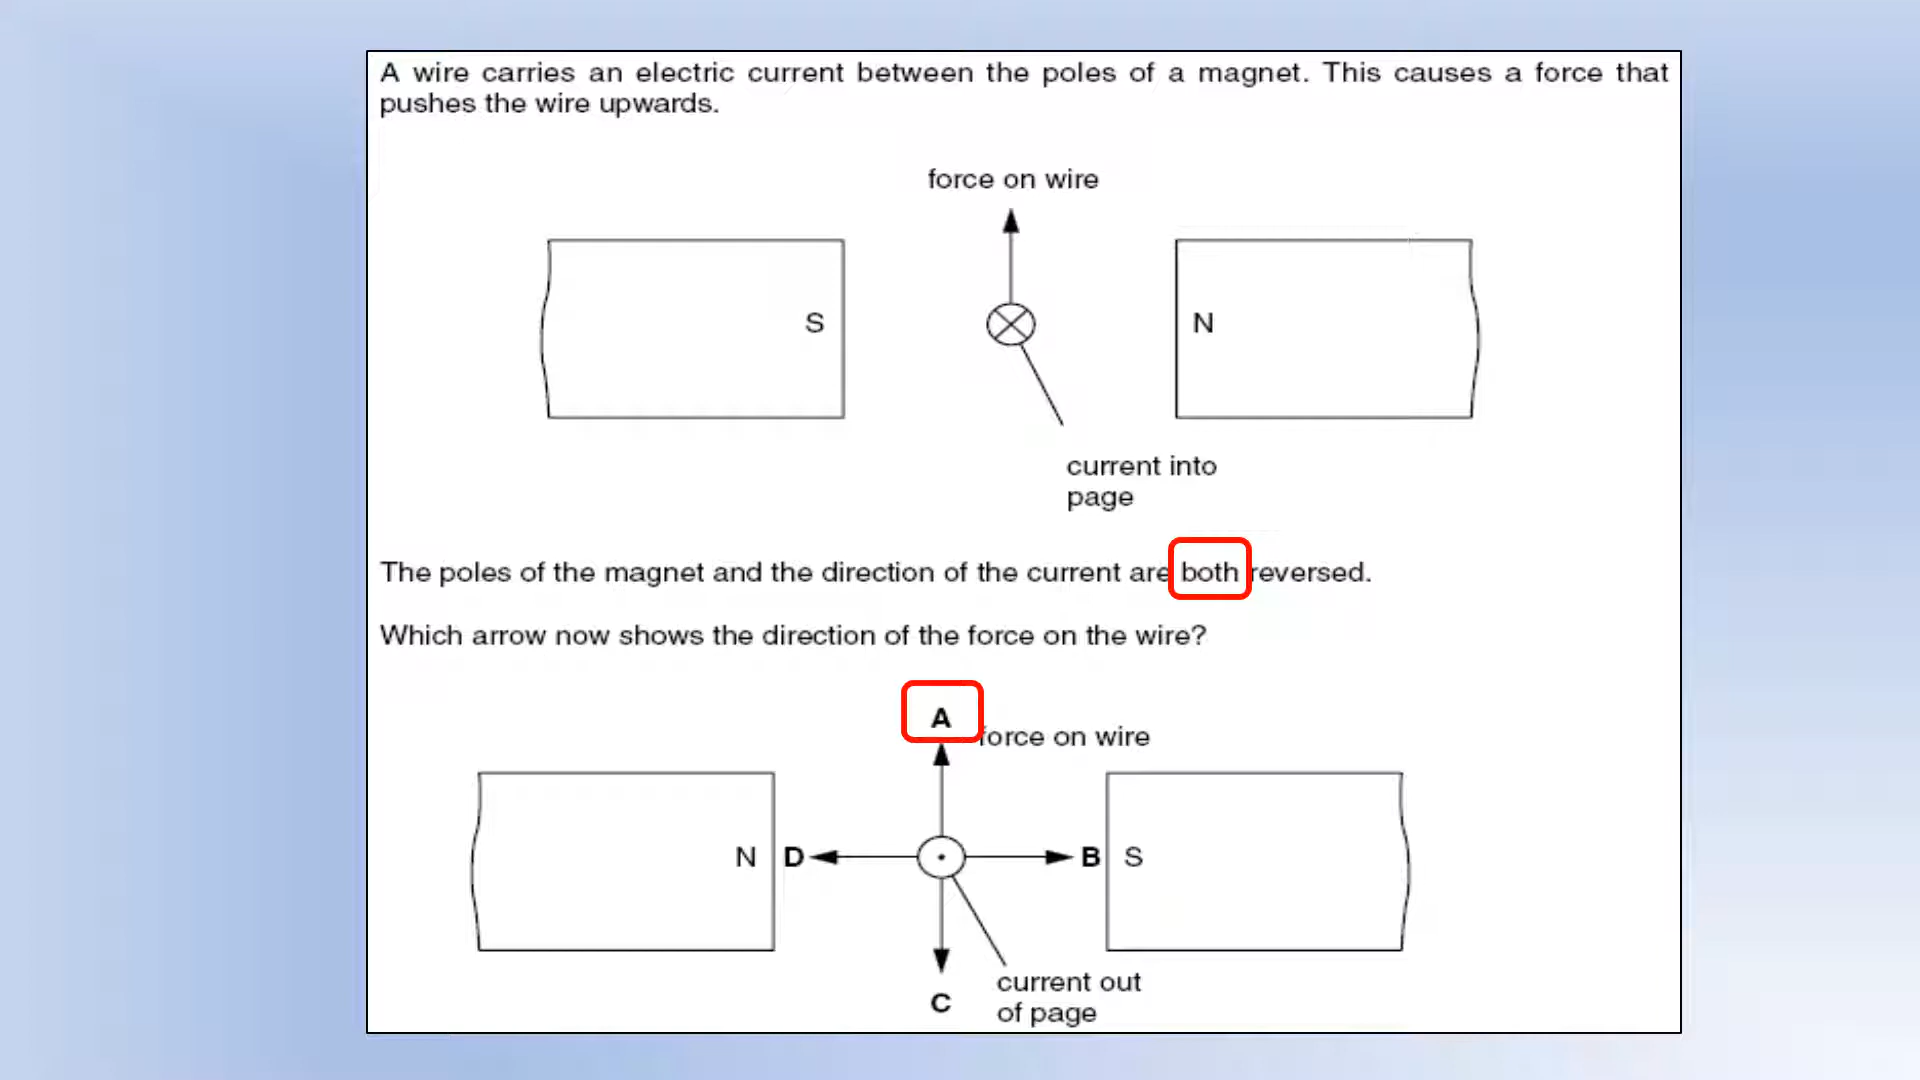 A wire carries an electric current between the poles of a magnet. This causes a force that
pushes the wire upwards.
force on wire
S
N
current into
page
The poles of the magnet and the direction of the current are both reversed.
Which arrow now shows the direction of the force on the wire?
A
force on wire
N D B S
current out
of page
C